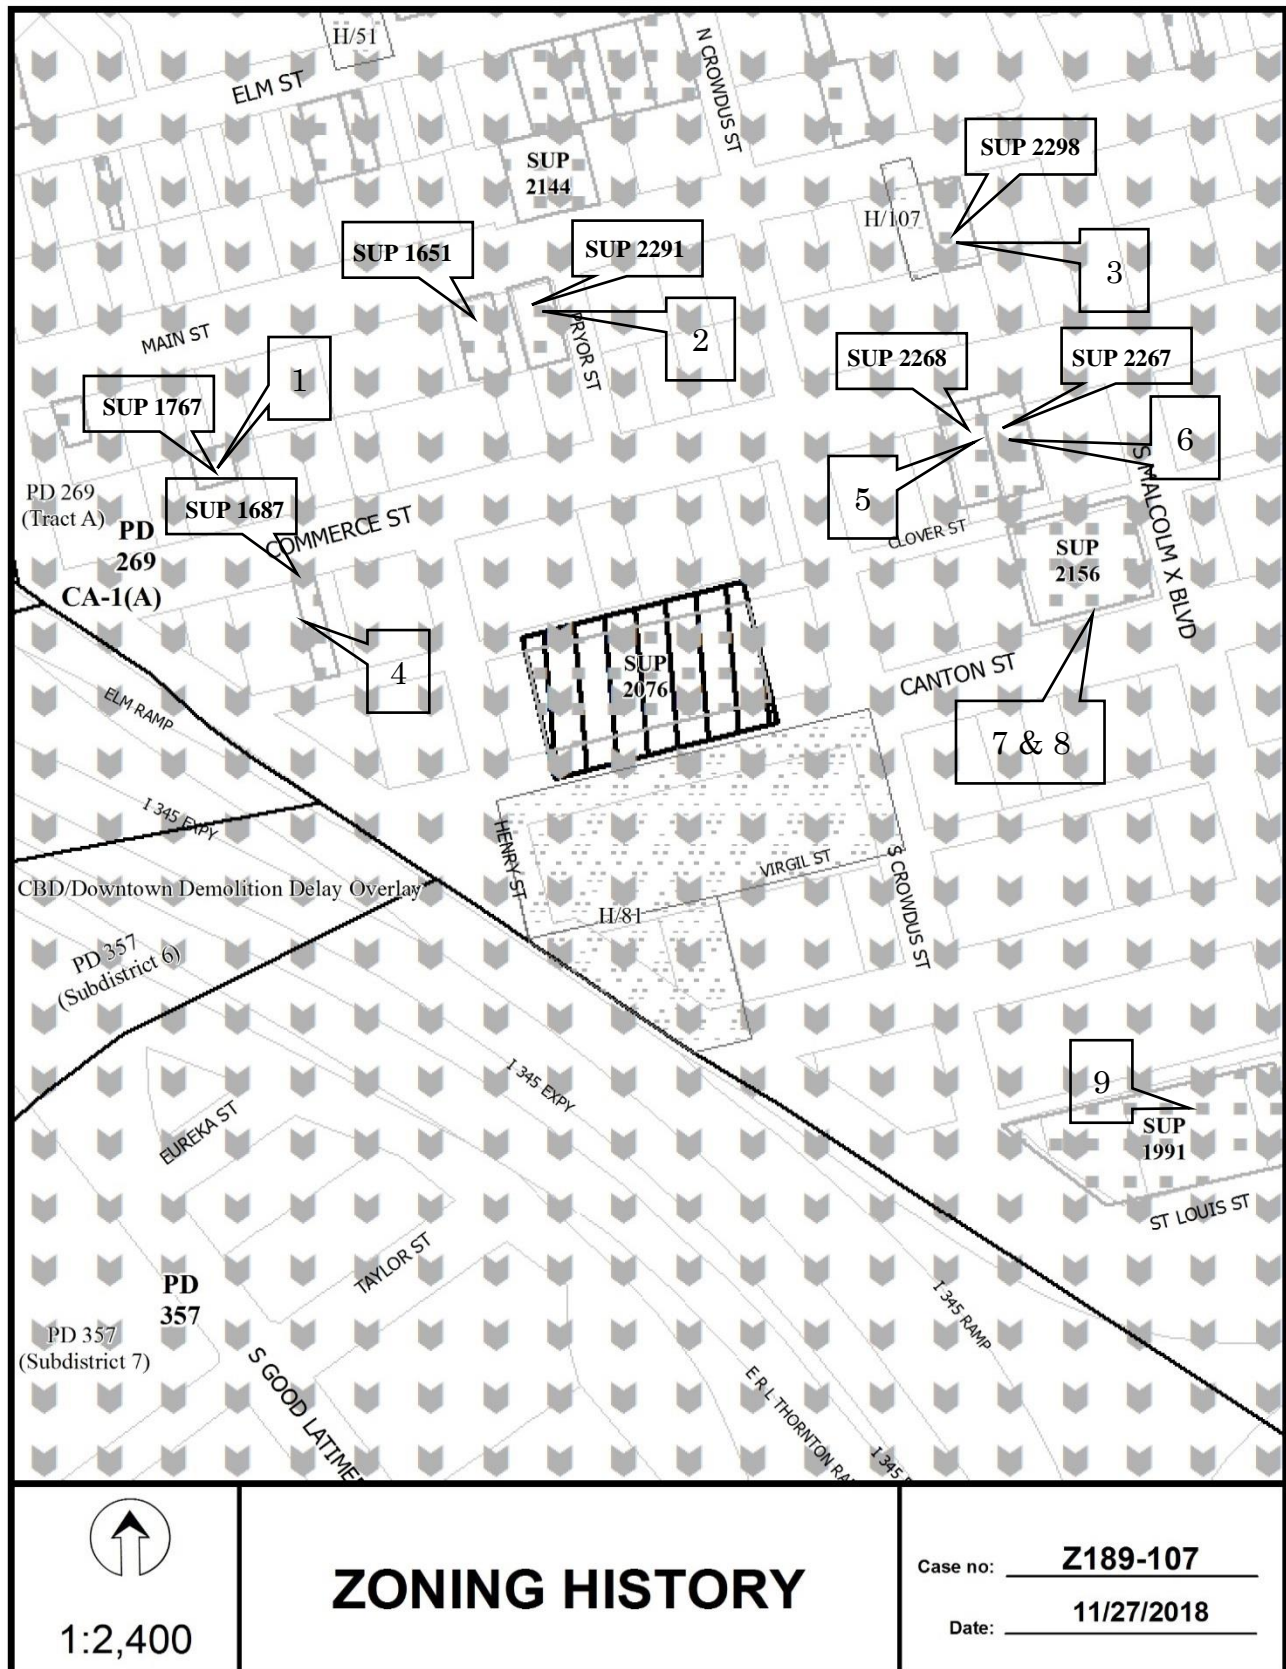 H/51
ELM ST
N CROWDUS ST
SUP 2298
SUP
2144
H/107
SUP 1651
SUP 2291
3
MAIN ST
PRYOR ST
2
1
SUP 2268
SUP 2267
SUP 1767
6
S MALCOLM X BLVD
PD 269
(Tract A)
PD
269
SUP 1687
COMMERCE ST
5
CLOVER ST
SUP
2156
CA-1(A)
4
SUP
2076
CANTON ST
ELM RAMP
7 & 8
I 345 EXPY
HENRY ST
VIRGIL ST
S CROWDUS ST
CBD/Downtown Demolition Delay Overlay
H/81
PD 357
(Subdistrict 6)
I 345 EXPY
9
SUP
1991
EUREKA ST
ST LOUIS ST
TAYLOR ST
PD
357
I 345 RAMP
PD 357
(Subdistrict 7)
S GOOD LATIMER
E R L THORNTON RA
I 345
1:2,400
ZONING HISTORY
Case no: Z189-107
Date: 11/27/2018